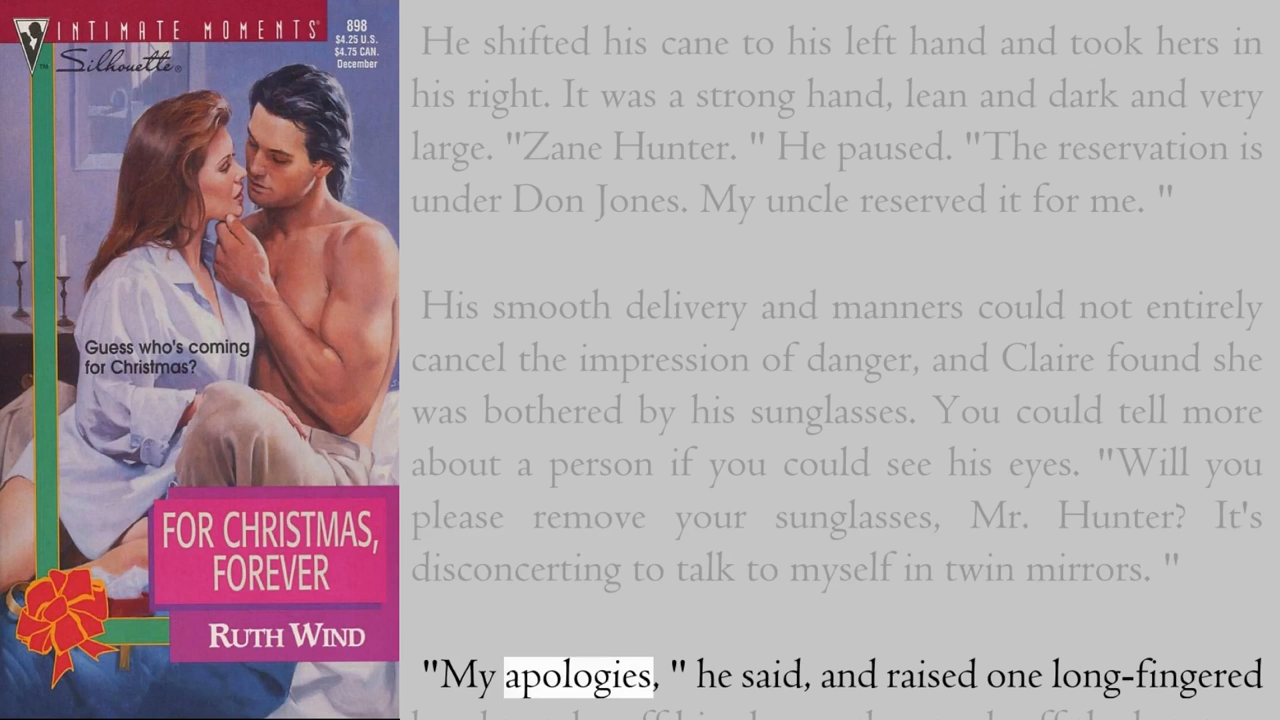 INTIMATE MOMENTS
898
$4.25 U.S.
$4.75 CAN.
December
TM
Silhouette®
Guess who's coming
for Christmas?
FOR CHRISTMAS,
FOREVER
RUTH WIND
He shifted his cane to his left hand and took hers in
his right. It was a strong hand, lean and dark and very
large. "Zane Hunter. " He paused. "The reservation is
under Don Jones. My uncle reserved it for me. "
His smooth delivery and manners could not entirely
cancel the impression of danger, and Claire found she
was bothered by his sunglasses. You could tell more
about a person if you could see his eyes. "Will you
please remove your sunglasses, Mr. Hunter? It's
disconcerting to talk to myself in twin mirrors. "
"My apologies, " he said, and raised one long-fingered